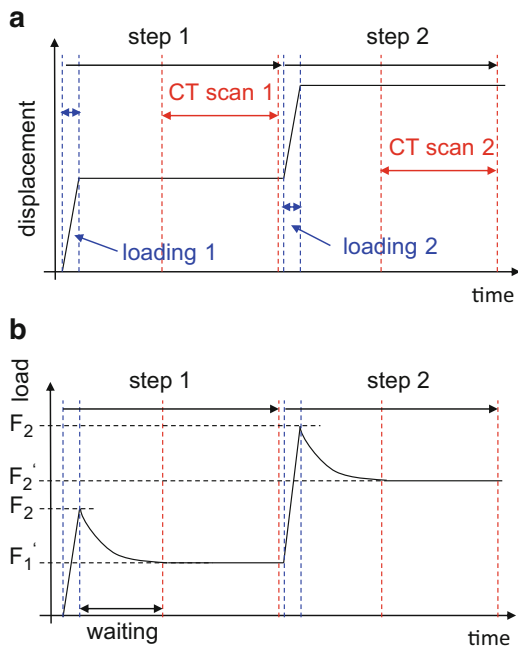 a
step 1
step 2
CT scan 1
displacement
CT scan 2
loading 1
loading 2
time
b
load
step 1
step 2
F2
F2'
F2
F1'
waiting
time